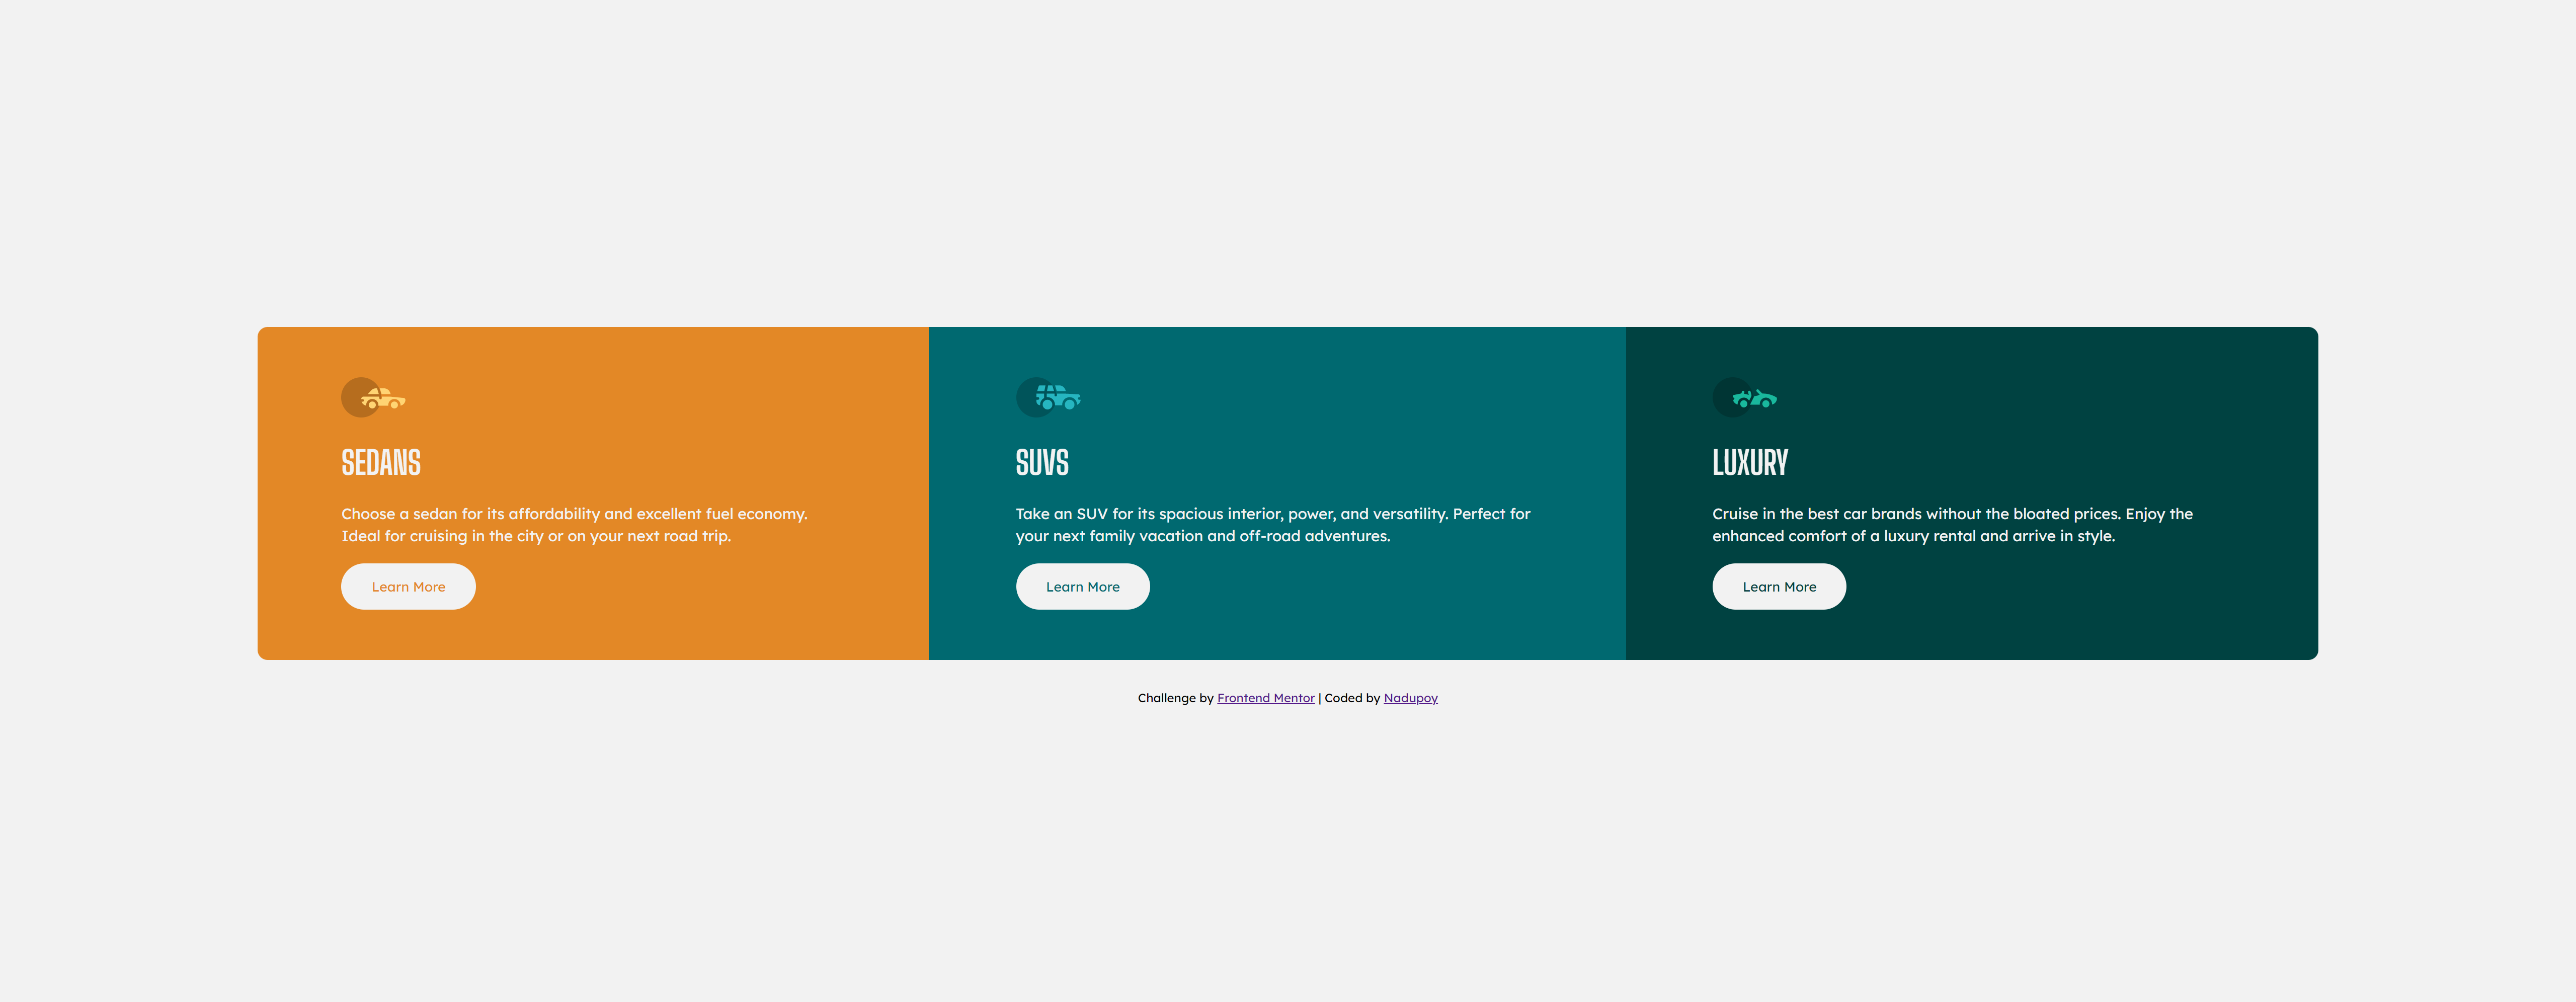 SEDANS
Choose a sedan for its affordability and excellent fuel economy.
Ideal for cruising in the city or on your next road trip.
Learn More
SUVS
Take an SUV for its spacious interior, power, and versatility. Perfect for
your next family vacation and off-road adventures.
Learn More
LUXURY
Cruise in the best car brands without the bloated prices. Enjoy the
enhanced comfort of a luxury rental and arrive in style.
Learn More
Challenge by Frontend Mentor | Coded by Nadupoy